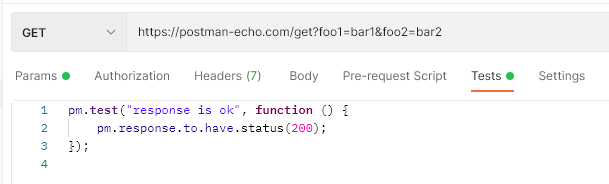 GET https://postman-echo.com/get?foo1=bar1&foo2=bar2
Params Authorization Headers (7) Body Pre-request Script Tests Settings
1 pm.test("response is ok", function () {
2     pm.response.to.have.status(200);
3 });
4